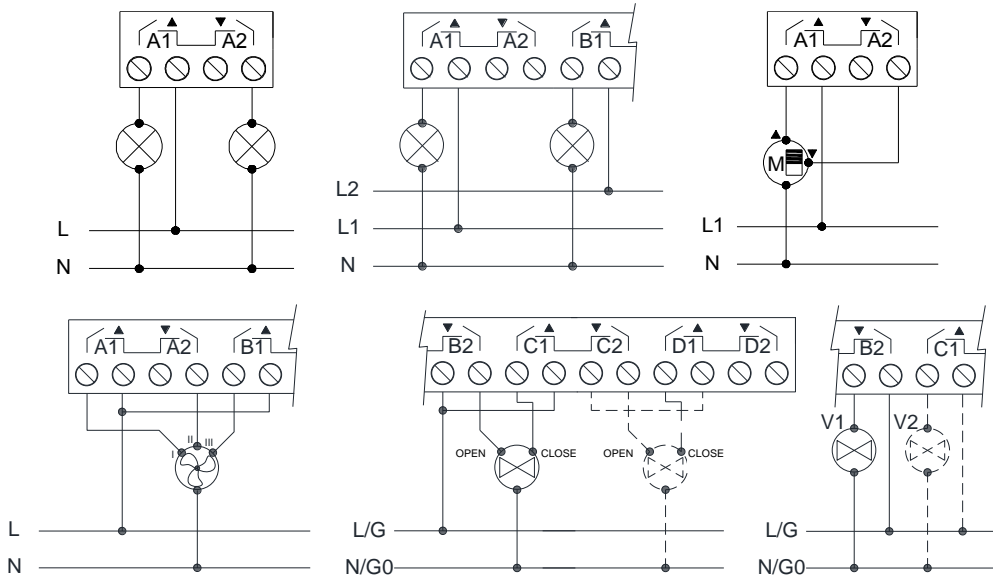 A1 A2
L
N
A1 A2 B1
L2
L1
N
A1 A2
M
L1
N
A1 A2 B1
I II III
L
N
B2 C1 C2 D1 D2
OPEN CLOSE OPEN CLOSE
L/G
N/G0
B2 C1
V1 V2
L/G
N/G0